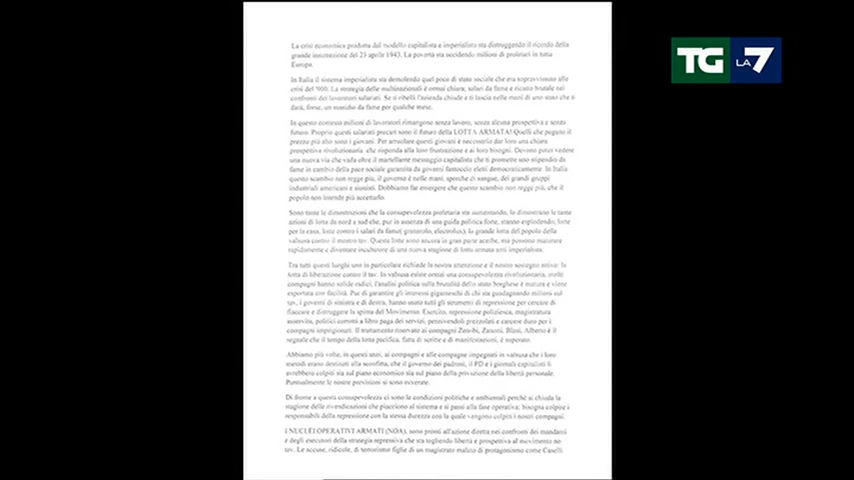 La crisi economica prodotta dal modello capitalista e imperialista sta distruggendo il ricordo della
grande insurrezione del 25 aprile 1943. La povertà sta uccidendo milioni di proletari in tutta
Europa.
In Italia il sistema imperialista sta demolendo quel poco di stato sociale che era sopravvissuto alle
crisi del '900. La strategia delle multinazionali è ormai chiara: salari da fame e ricatto brutale nei
confronti dei lavoratori salariati. Se ti ribelli l'azienda chiude e ti lascia nelle mani di uno stato che ti
darà, forse, un sussidio da fame per qualche mese.
In questo contesto milioni di lavoratori rimangono senza lavoro, senza alcuna prospettiva e senza
futuro. Proprio questi salariati precari sono il futuro della LOTTA ARMATA! Quelli che pagano il
prezzo più alto sono i giovani. Per arruolare questi giovani è necessario dar loro una chiara
prospettiva rivoluzionaria che risponda alla loro frustrazione e ai loro bisogni. Devono poter vedere
una nuova via che vada oltre il martellante messaggio capitalista che ti promette uno stipendio da
fame in cambio della pace sociale garantita da governi fantoccio eletti democraticamente. In Italia
questo scambio non regge più, il governo è nelle mani, sporche di sangue, dei grandi gruppi
industriali americani e sionisti. Dobbiamo far emergere che questo scambio non regge più, che il
popolo non intende più accettarlo.
Sono tante le dimostrazioni che la consapevolezza proletaria sta aumentando, lo dimostrano le tante
azioni di lotta da nord a sud che, pur in assenza di una guida politica forte, stanno esplodendo, lotte
per la casa, lotte contro i salari da fame( granarolo, electrolux), la grande lotta del popolo della
valsusa contro il mostro tav. Queste lotte sono ancora in gran parte acerbe, ma possono maturare
rapidamente e diventare incubatore di una nuova stagione di lotta armata anti imperialista.
Tra tutti questi luoghi uno in particolare richiede la nostra attenzione e il nostro sostegno attivo: la
lotta di liberazione contro il tav. In valsusa esiste ormai una consapevolezza rivoluzionaria, molti
compagni hanno solide radici, l'analisi politica sulla brutalità dello stato borghese è matura e viene
esportata con facilità. Pur di garantire gli interessi giganteschi di chi sta guadagnando milioni sul
tav, i governi di sinistra e di destra, hanno usato tutti gli strumenti di repressione per cercare di
fiaccare e distruggere la spina del Movimento. Esercito, repressione poliziesca, magistratura
asservita, politici corrotti a libro paga dei servizi, pennivendoli prezzolati e carcere duro per i
compagni imprigionati. Il trattamento riservato ai compagni Zenobi, Zanotti, Blasi, Alberto è il
segnale che il tempo della lotta pacifica, fatta di scritte e di manifestazioni, è superato.
Abbiamo più volte, in questi anni, ai compagni e alle compagne impegnati in valsusa che i loro
metodi erano destinati alla sconfitta, che il governo dei padroni, il PD e i giornali capitalisti li
avrebbero colpiti sia sul piano economico sia sul piano della privazione della libertà personale.
Puntualmente le nostre previsioni si sono avverate.
Di fronte a questa consapevolezza ci sono le condizioni politiche e ambientali perché si chiuda la
stagione delle rivendicazioni che piacciono al sistema e si passi alla fase operativa: bisogna colpire i
responsabili della repressione con la stessa durezza con la quale vengono colpiti i nostri compagni.
I NUCLEI OPERATIVI ARMATI (NOA), sono pronti all'azione diretta nei confronti dei mandanti
e degli esecutori della strategia repressiva che sta togliendo libertà e prospettiva al movimento no
tav. Le accuse, ridicole, di terrorismo figlie di un magistrato malato di protagonismo come Caselli
TG LA 7